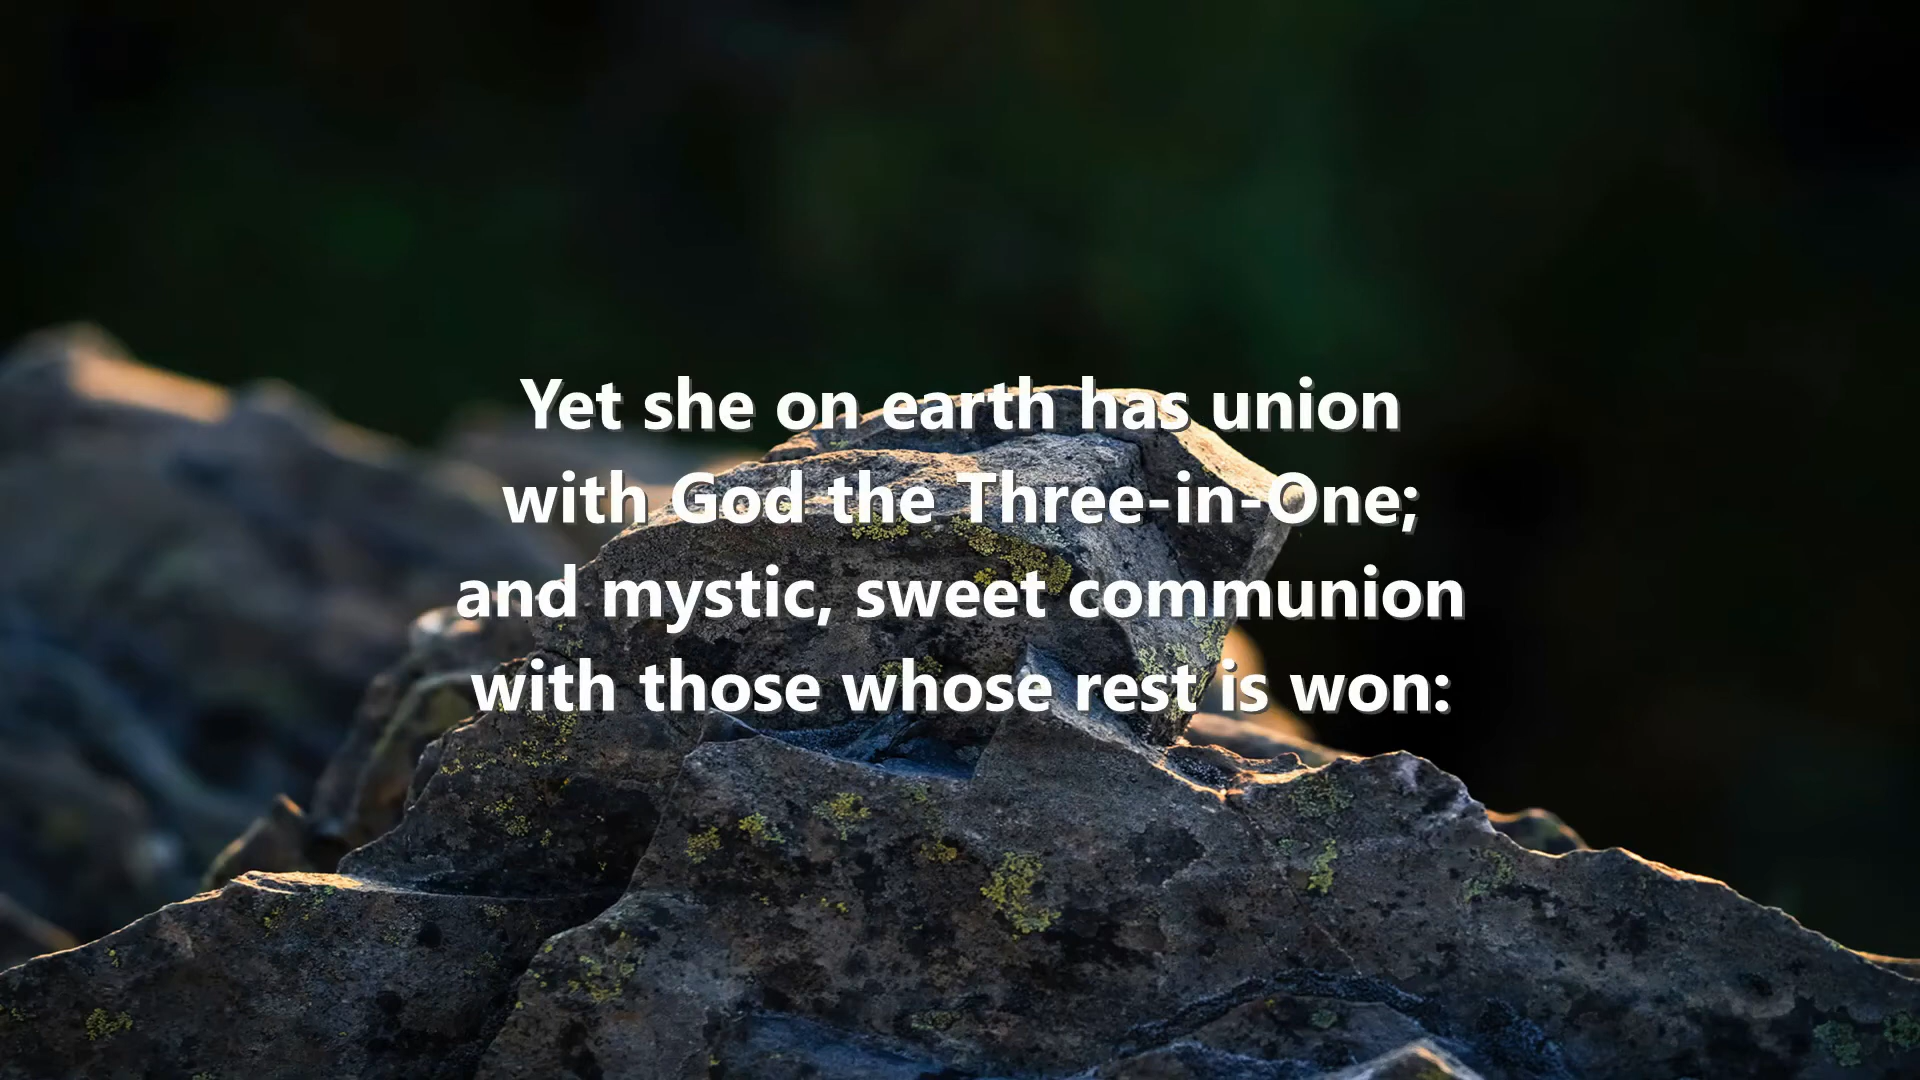 Yet she on earth has union
with God the Three-in-One;
and mystic, sweet communion
with those whose rest is won: